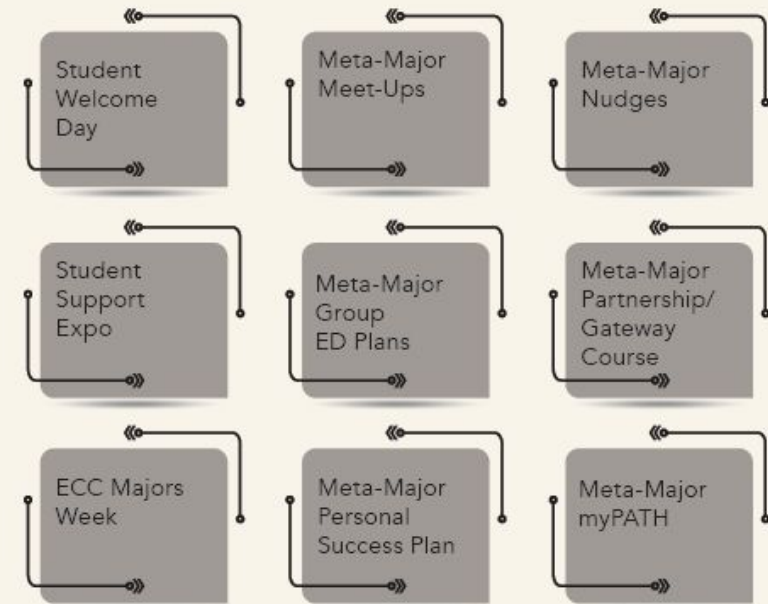 Student
Welcome
Day
Meta-Major
Meet-Ups
Meta-Major
Nudges
Student
Support
Expo
Meta-Major
Group
ED Plans
Meta-Major
Partnership/
Gateway
Course
ECC Majors
Week
Meta-Major
Personal
Success Plan
Meta-Major
myPATH